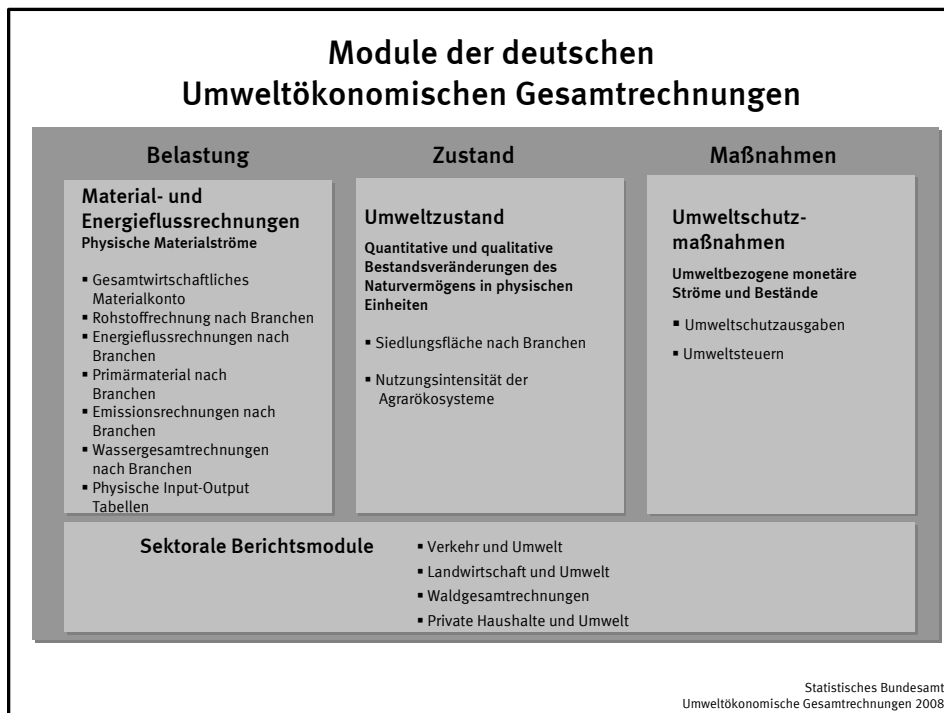 Module der deutschen
Umweltökonomischen Gesamtrechnungen
Belastung
Material- und
Energieflussrechnungen
Physische Materialströme
▪ Gesamtwirtschaftliches
Materialkonto
▪ Rohstoffrechnung nach Branchen
▪ Energieflussrechnungen nach
Branchen
▪ Primärmaterial nach
Branchen
▪ Emissionsrechnungen nach
Branchen
▪ Wassergesamtrechnungen
nach Branchen
▪ Physische Input-Output
Tabellen
Zustand
Umweltzustand
Quantitative und qualitative
Bestandsveränderungen des
Naturvermögens in physischen
Einheiten
▪ Siedlungsfläche nach Branchen
▪ Nutzungsintensität der
Agrarökosysteme
Maßnahmen
Umweltschutz-
maßnahmen
Umweltbezogene monetäre
Ströme und Bestände
▪ Umweltschutzausgaben
▪ Umweltsteuern
Sektorale Berichtsmodule
▪ Verkehr und Umwelt
▪ Landwirtschaft und Umwelt
▪ Waldgesamtrechnungen
▪ Private Haushalte und Umwelt
Statistisches Bundesamt
Umweltökonomische Gesamtrechnungen 2008